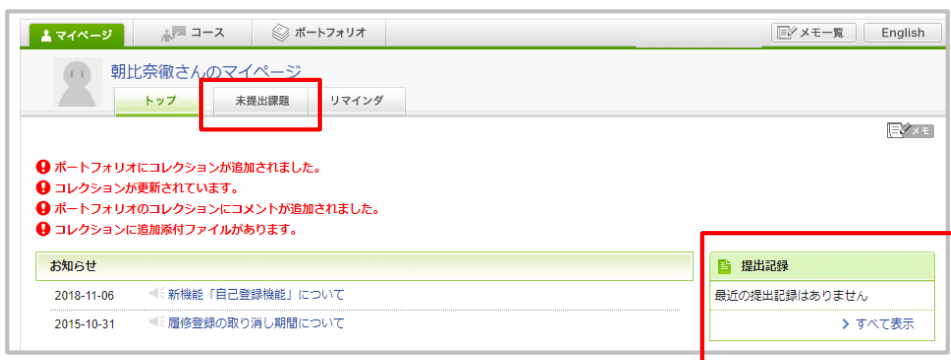 マイページ コース ポートフォリオ メモ一覧 English
朝比奈徹さんのマイページ
トップ 未提出課題 リマインダ
メモ
ポートフォリオにコレクションが追加されました。
コレクションが更新されています。
ポートフォリオのコレクションにコメントが追加されました。
コレクションに追加添付ファイルがあります。
お知らせ
2018-11-06 新機能「自己登録機能」について
2015-10-31 履修登録の取り消し期間について
提出記録
最近の提出記録はありません
すべて表示